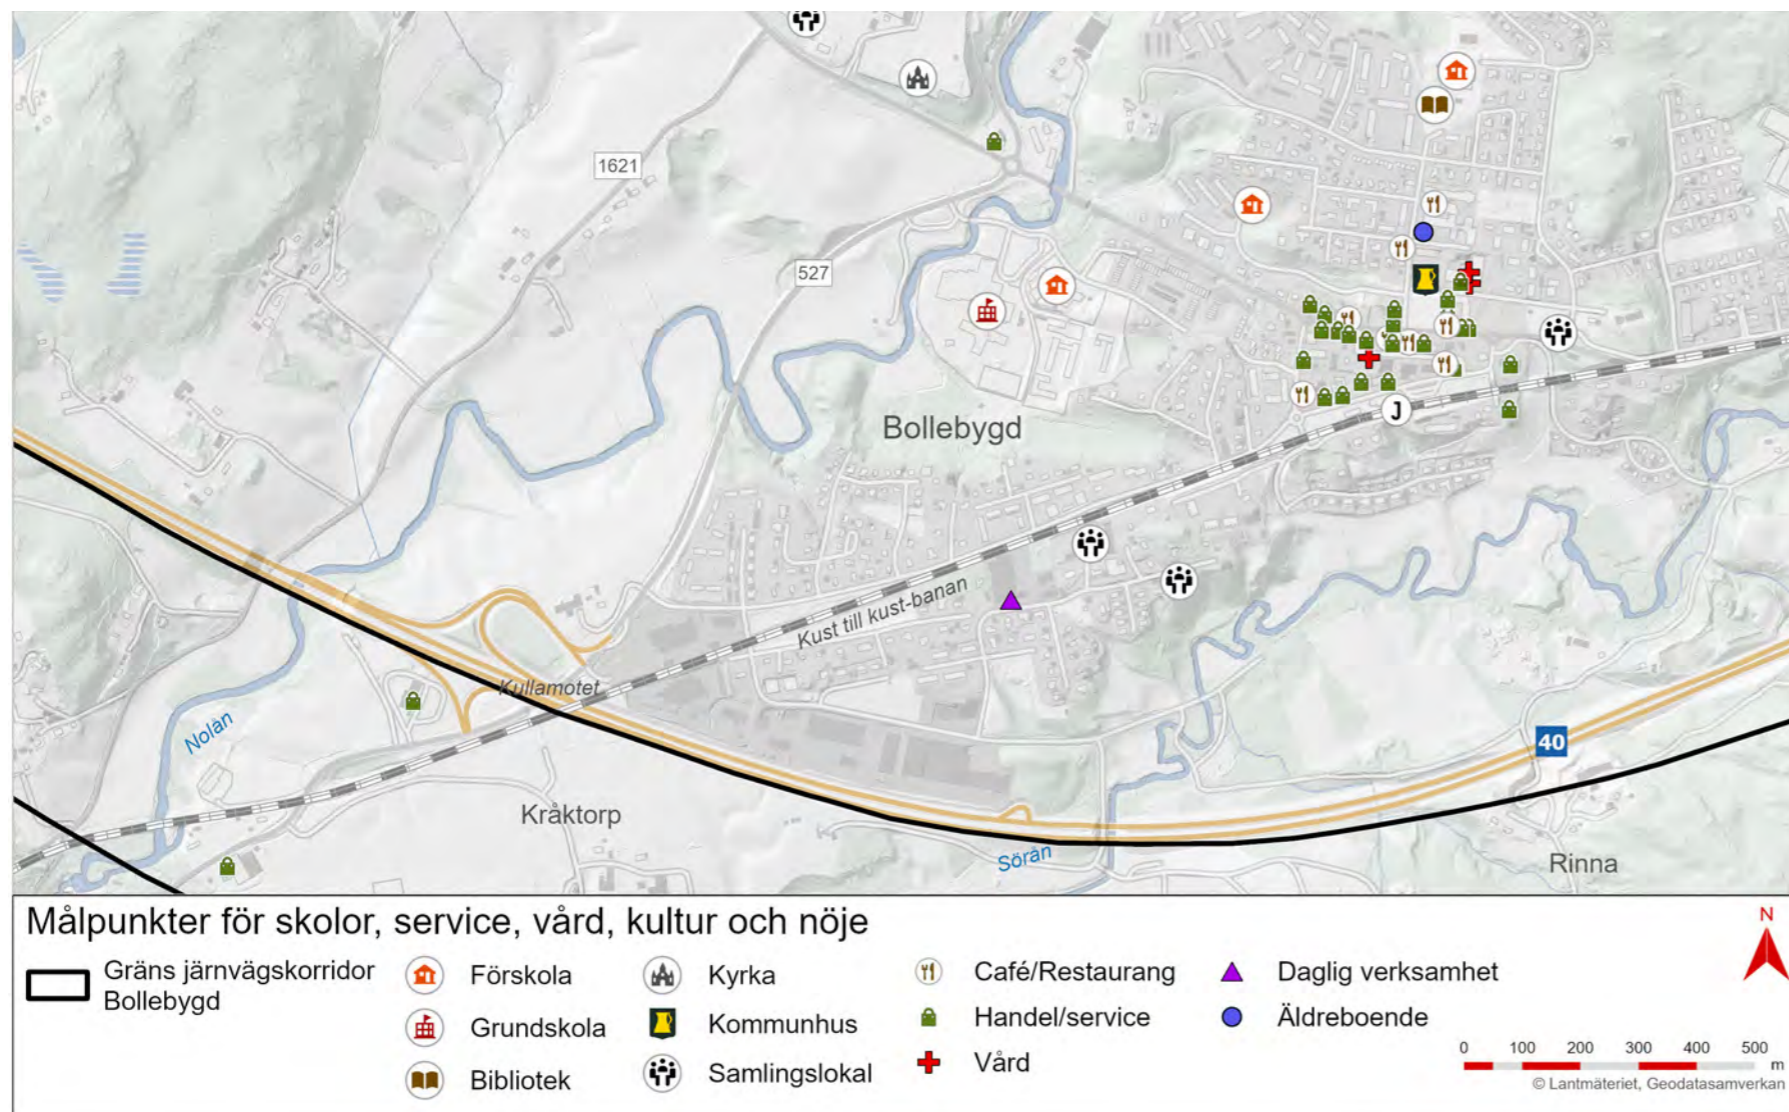 1621
527
Bollebygd
J
Kust till kust-banan
Kullamotet
Nolån
40
Kråktorp
Sörån
Rinna
Målpunkter för skolor, service, vård, kultur och nöje
Gräns järnvägskorridor
Bollebygd
Förskola
Grundskola
Bibliotek
Kyrka
Kommunhus
Samlingslokal
Café/Restaurang
Handel/service
Vård
Daglig verksamhet
Äldreboende
N
0 100 200 300 400 500
m
© Lantmäteriet, Geodatasamverkan